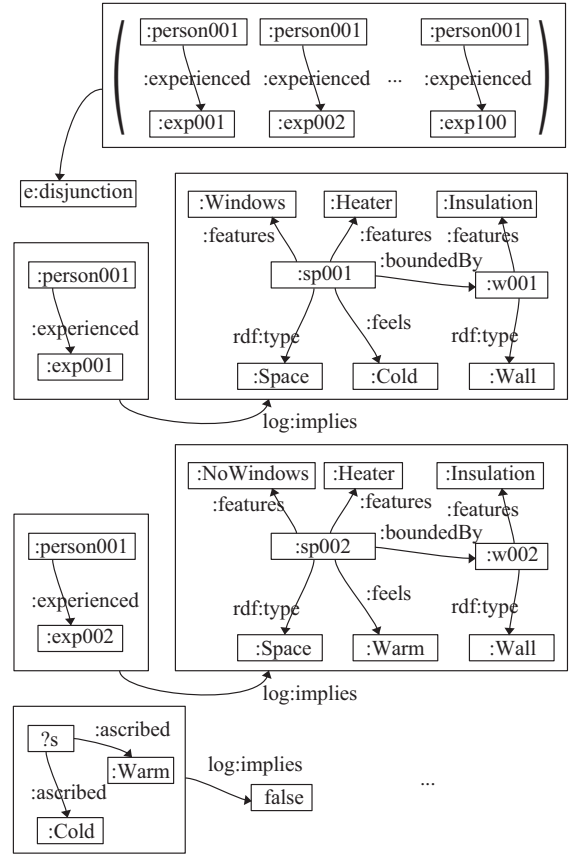 :person001 :person001 :person001
:experienced :experienced ... :experienced
:exp001 :exp002 :exp100
e:disjunction
:Windows :Heater :Insulation
:features :features :features
:boundedBy
:sp001 :w001
:person001
:experienced
:feels
rdf:type rdf:type
:exp001
:Space :Cold :Wall
log:implies
:NoWindows :Heater :Insulation
:features :features :features
:boundedBy
:sp002 :w002
:person001
:experienced
:feels
rdf:type rdf:type
:exp002
:Space :Warm :Wall
log:implies
?s :ascribed
:Warm log:implies
:ascribed false ...
:Cold